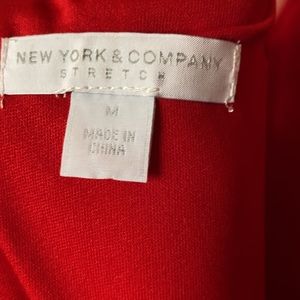 NEW YORK & COMPANY
STRETCH
M
MADE IN
CHINA